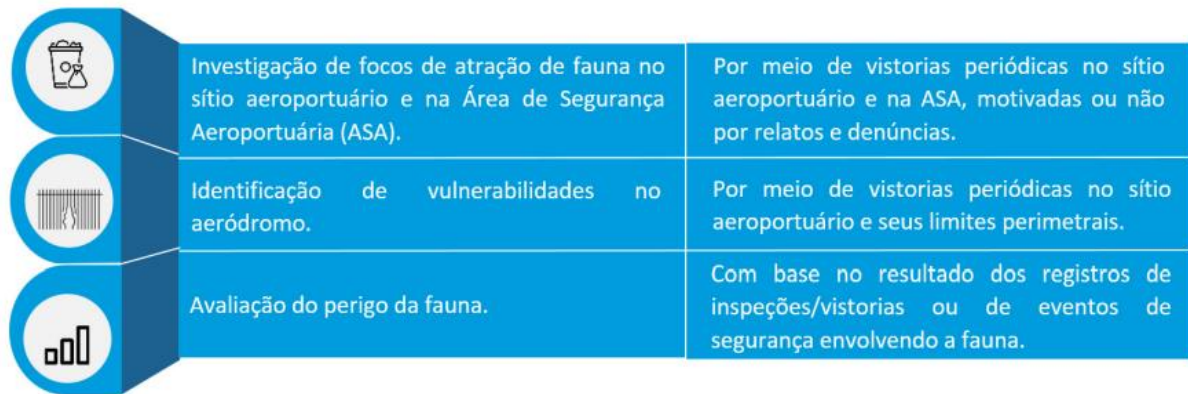 Investigação de focos de atração de fauna no
sítio aeroportuário e na Área de Segurança
Aeroportuária (ASA).
Por meio de vistorias periódicas no sítio
aeroportuário e na ASA, motivadas ou não
por relatos e denúncias.
Identificação de vulnerabilidades no
aeródromo.
Por meio de vistorias periódicas no sítio
aeroportuário e seus limites perimetrais.
Avaliação do perigo da fauna.
Com base no resultado dos registros de
inspeções/vistorias ou de eventos de
segurança envolvendo a fauna.